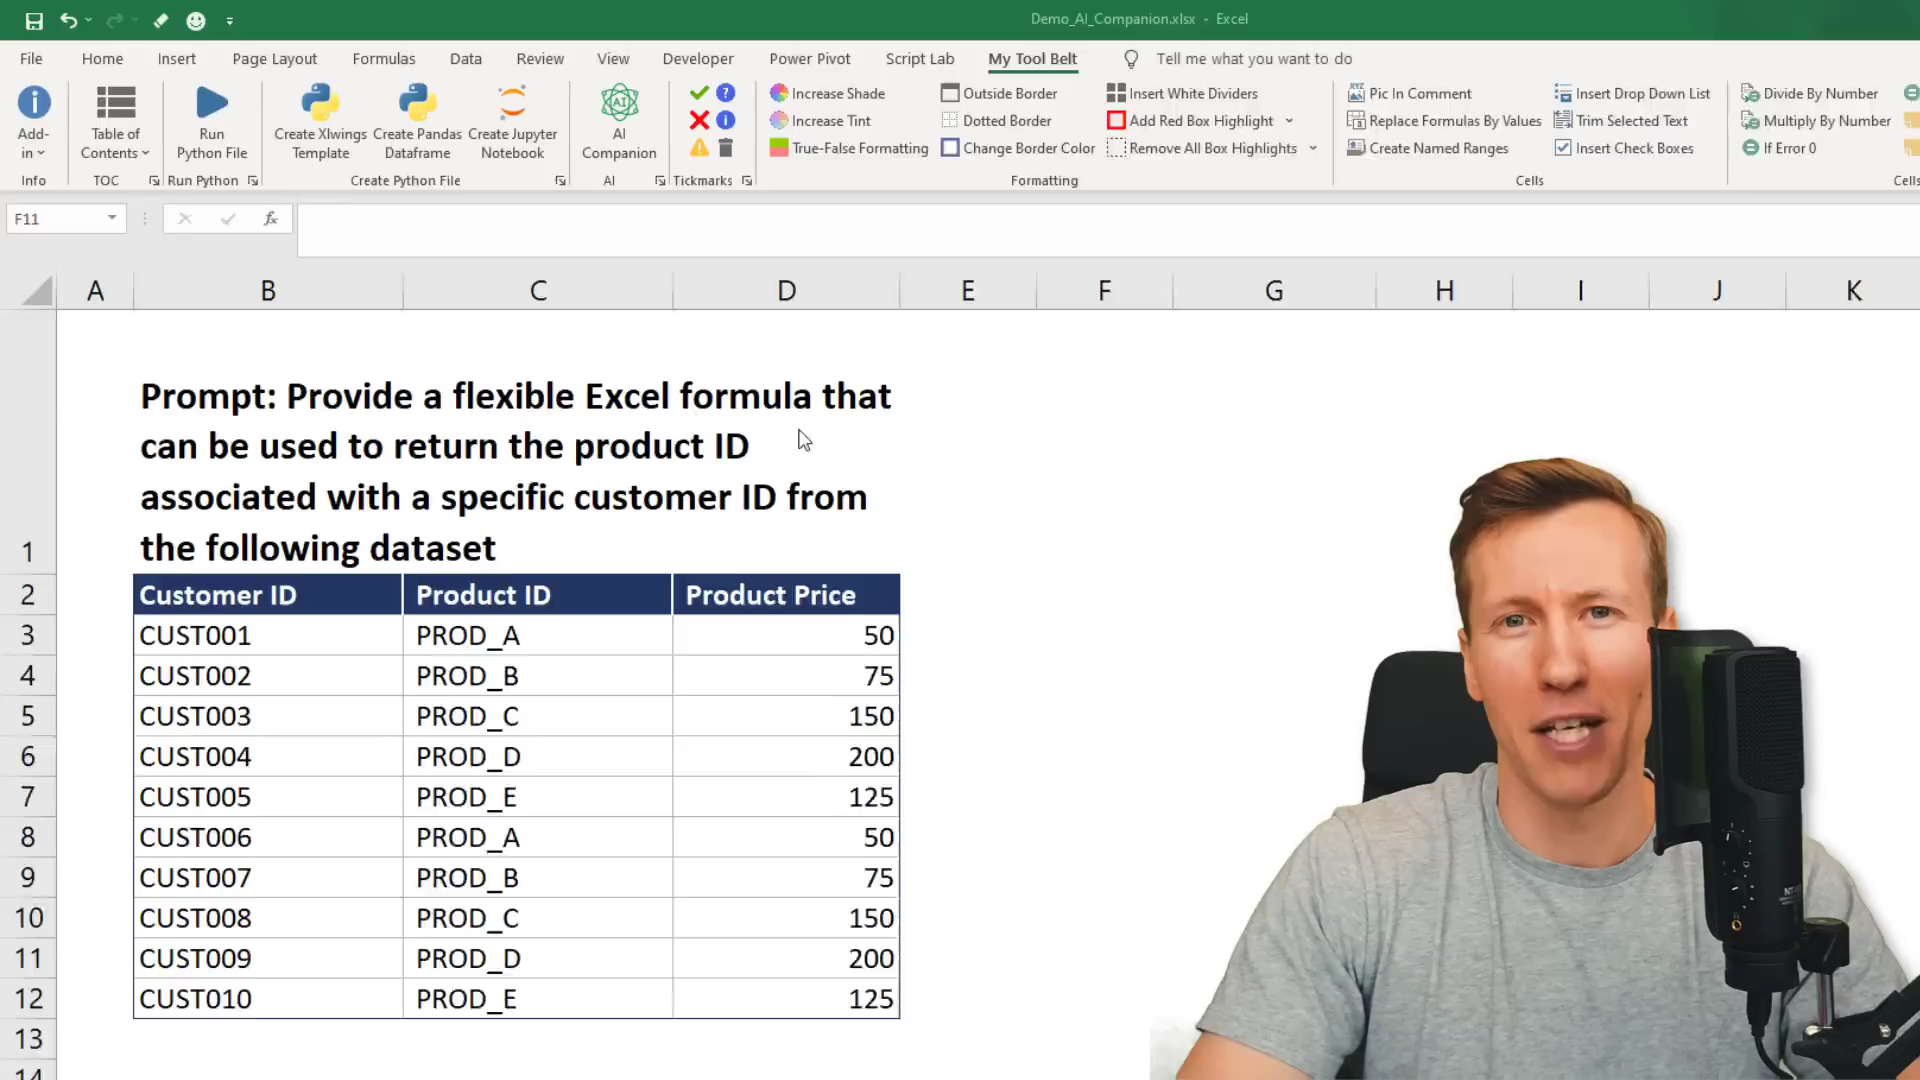 Demo_AI_Companion.xlsx - Excel
File Home Insert Page Layout Formulas Data Review View Developer Power Pivot Script Lab My Tool Belt Tell me what you want to do
Add-in
Info
Table of Contents
TOC
Run Python File
Run Python
Create Xlwings Template
Create Pandas Dataframe
Create Jupyter Notebook
Create Python File
AI Companion
AI
Tickmarks
Increase Shade
Increase Tint
True-False Formatting
Outside Border
Dotted Border
Change Border Color
Insert White Dividers
Add Red Box Highlight
Remove All Box Highlights
Formatting
Pic In Comment
Replace Formulas By Values
Create Named Ranges
Insert Drop Down List
Trim Selected Text
Insert Check Boxes
Cells
Divide By Number
Multiply By Number
If Error 0
Cells
F11
fx
A B C D E F G H I J K
Prompt: Provide a flexible Excel formula that
can be used to return the product ID
associated with a specific customer ID from
1 the following dataset
2 Customer ID Product ID Product Price
3 CUST001 PROD_A 50
4 CUST002 PROD_B 75
5 CUST003 PROD_C 150
6 CUST004 PROD_D 200
7 CUST005 PROD_E 125
8 CUST006 PROD_A 50
9 CUST007 PROD_B 75
10 CUST008 PROD_C 150
11 CUST009 PROD_D 200
12 CUST010 PROD_E 125
13
14